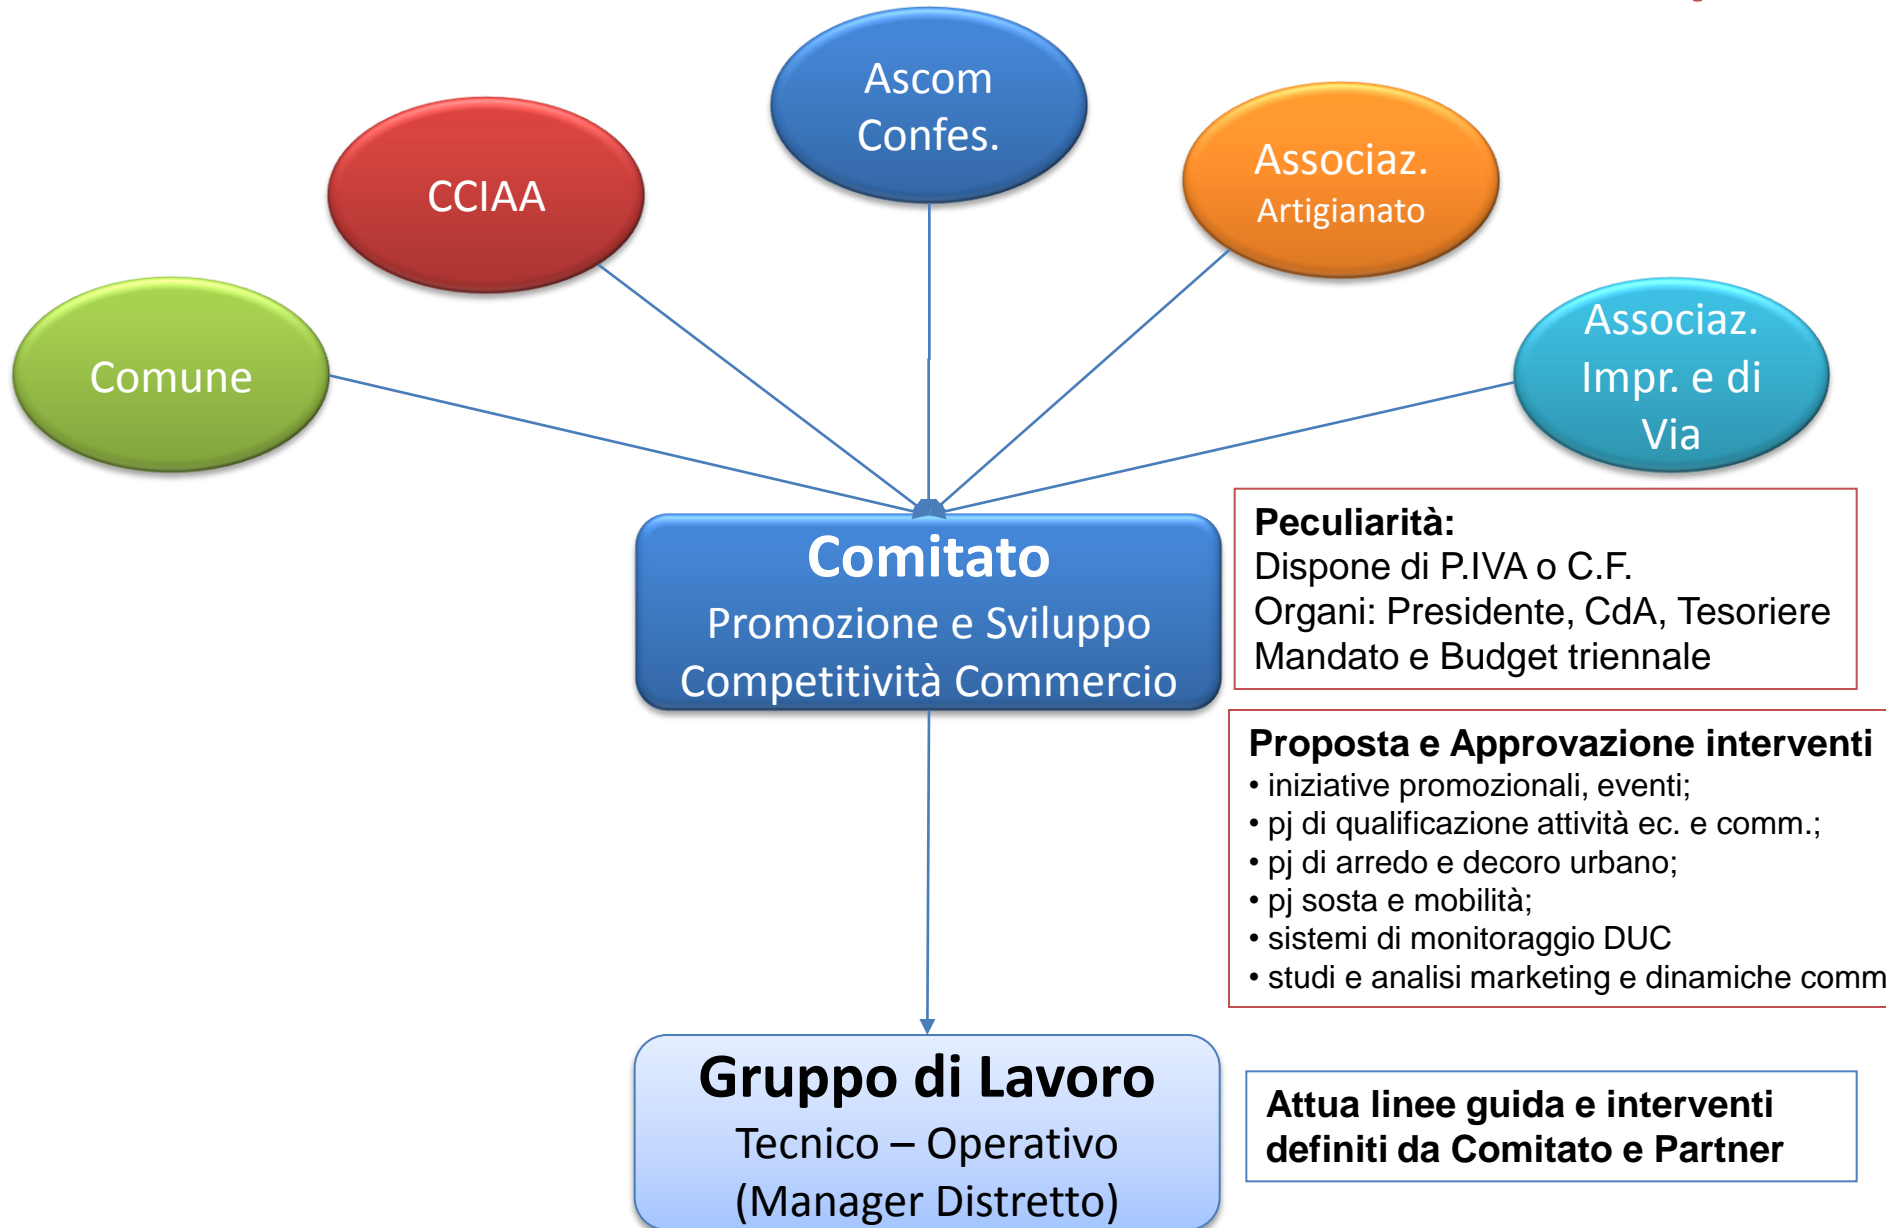 Ascom
Confes.
CCIAA
Associaz.
Artigianato
Comune
Associaz.
Impr. e di
Via
Comitato
Promozione e Sviluppo
Competitività Commercio
Peculiarità:
Dispone di P.IVA o C.F.
Organi: Presidente, CdA, Tesoriere
Mandato e Budget triennale
Proposta e Approvazione interventi
• iniziative promozionali, eventi;
• pj di qualificazione attività ec. e comm.;
• pj di arredo e decoro urbano;
• pj sosta e mobilità;
• sistemi di monitoraggio DUC
• studi e analisi marketing e dinamiche comm
Gruppo di Lavoro
Tecnico – Operativo
(Manager Distretto)
Attua linee guida e interventi
definiti da Comitato e Partner